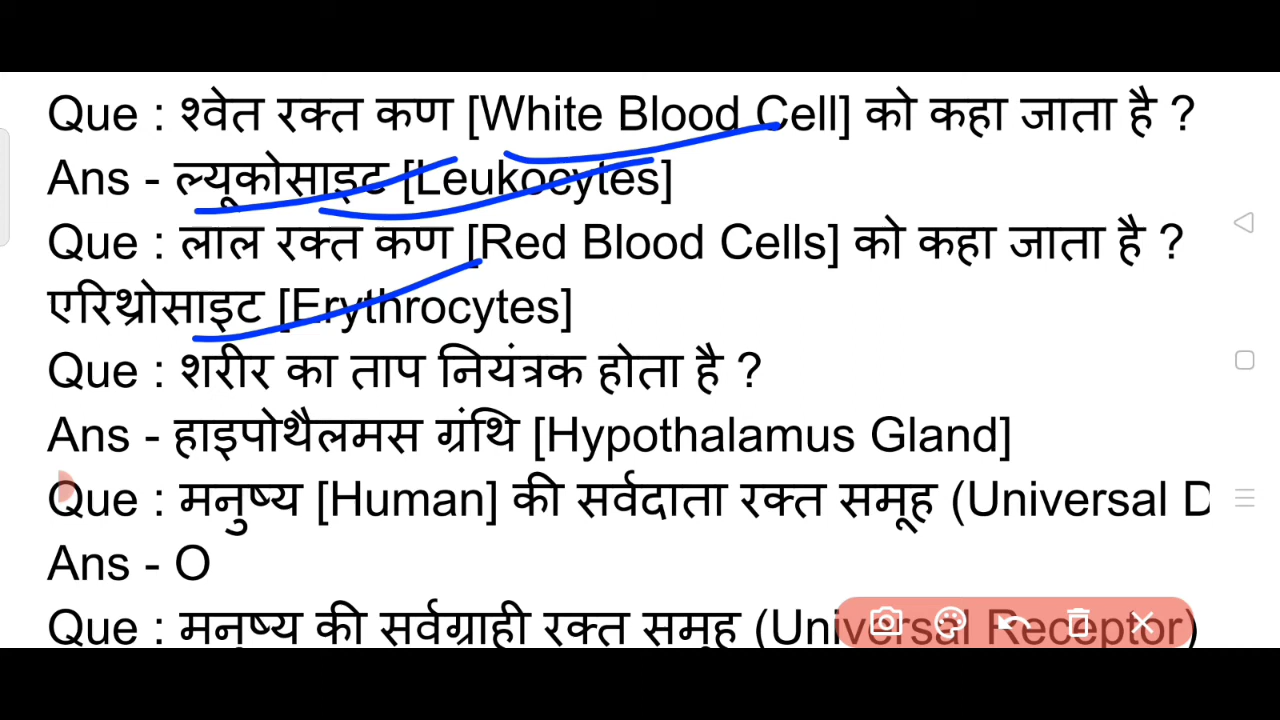 Que : श्वेत रक्त कण [White Blood Cell] को कहा जाता है ?
Ans - ल्यूकोसाइट [Leukocytes]
Que : लाल रक्त कण [Red Blood Cells] को कहा जाता है ?
एरिथ्रोसाइट [Erythrocytes]
Que : शरीर का ताप नियंत्रक होता है ?
Ans - हाइपोथैलमस ग्रंथि [Hypothalamus Gland]
Que : मनुष्य [Human] की सर्वदाता रक्त समूह (Universal D
Ans - O
Que : मनुष्य की सर्वग्राही रक्त समूह (Universal Receptor)